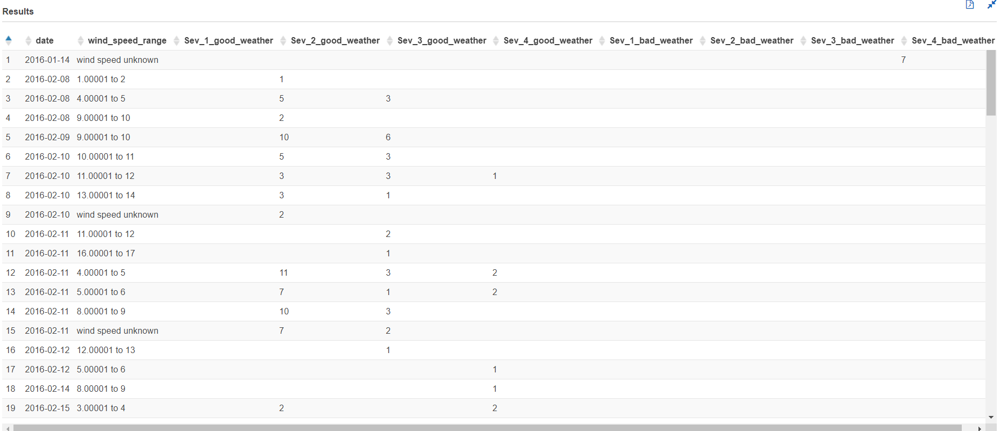 Results
date wind_speed_range Sev_1_good_weather Sev_2_good_weather Sev_3_good_weather Sev_4_good_weather Sev_1_bad_weather Sev_2_bad_weather Sev_3_bad_weather Sev_4_bad_weather
1 2016-01-14 wind speed unknown 7
2 2016-02-08 1.00001 to 2 1
3 2016-02-08 4.00001 to 5 5 3
4 2016-02-08 9.00001 to 10 2
5 2016-02-09 9.00001 to 10 10 6
6 2016-02-10 10.00001 to 11 5 3
7 2016-02-10 11.00001 to 12 3 3 1
8 2016-02-10 13.00001 to 14 3 1
9 2016-02-10 wind speed unknown 2
10 2016-02-11 11.00001 to 12 2
11 2016-02-11 16.00001 to 17 1
12 2016-02-11 4.00001 to 5 11 3 2
13 2016-02-11 5.00001 to 6 7 1 2
14 2016-02-11 8.00001 to 9 10 3
15 2016-02-11 wind speed unknown 7 2
16 2016-02-12 12.00001 to 13 1
17 2016-02-12 5.00001 to 6 1
18 2016-02-14 8.00001 to 9 1
19 2016-02-15 3.00001 to 4 2 2